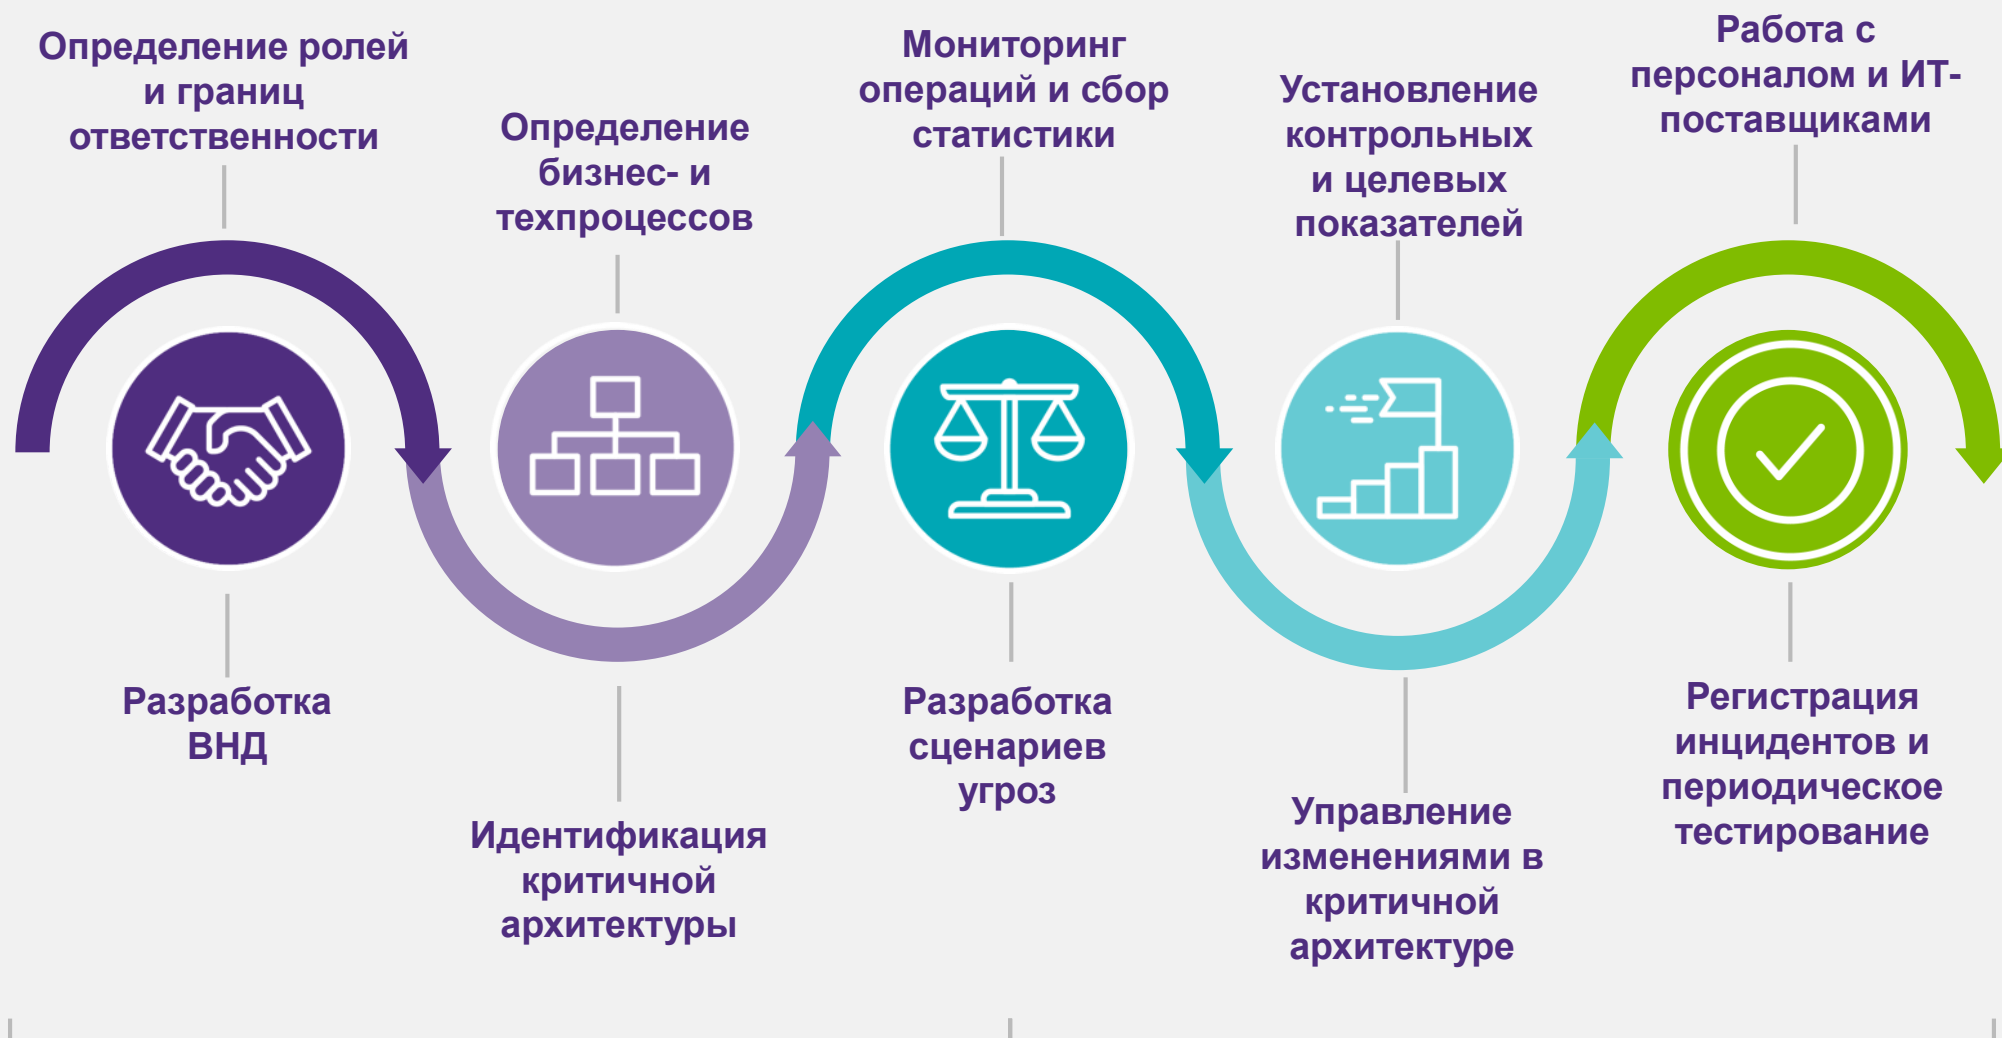 Определение ролей
и границ
ответственности
Определение
бизнес- и
техпроцессов
Мониторинг
операций и сбор
статистики
Установление
контрольных
и целевых
показателей
Работа с
персоналом и ИТ-
поставщиками
Разработка
ВНД
Идентификация
критичной
архитектуры
Разработка
сценариев
угроз
Управление
изменениями в
критичной
архитектуре
Регистрация
инцидентов и
периодическое
тестирование